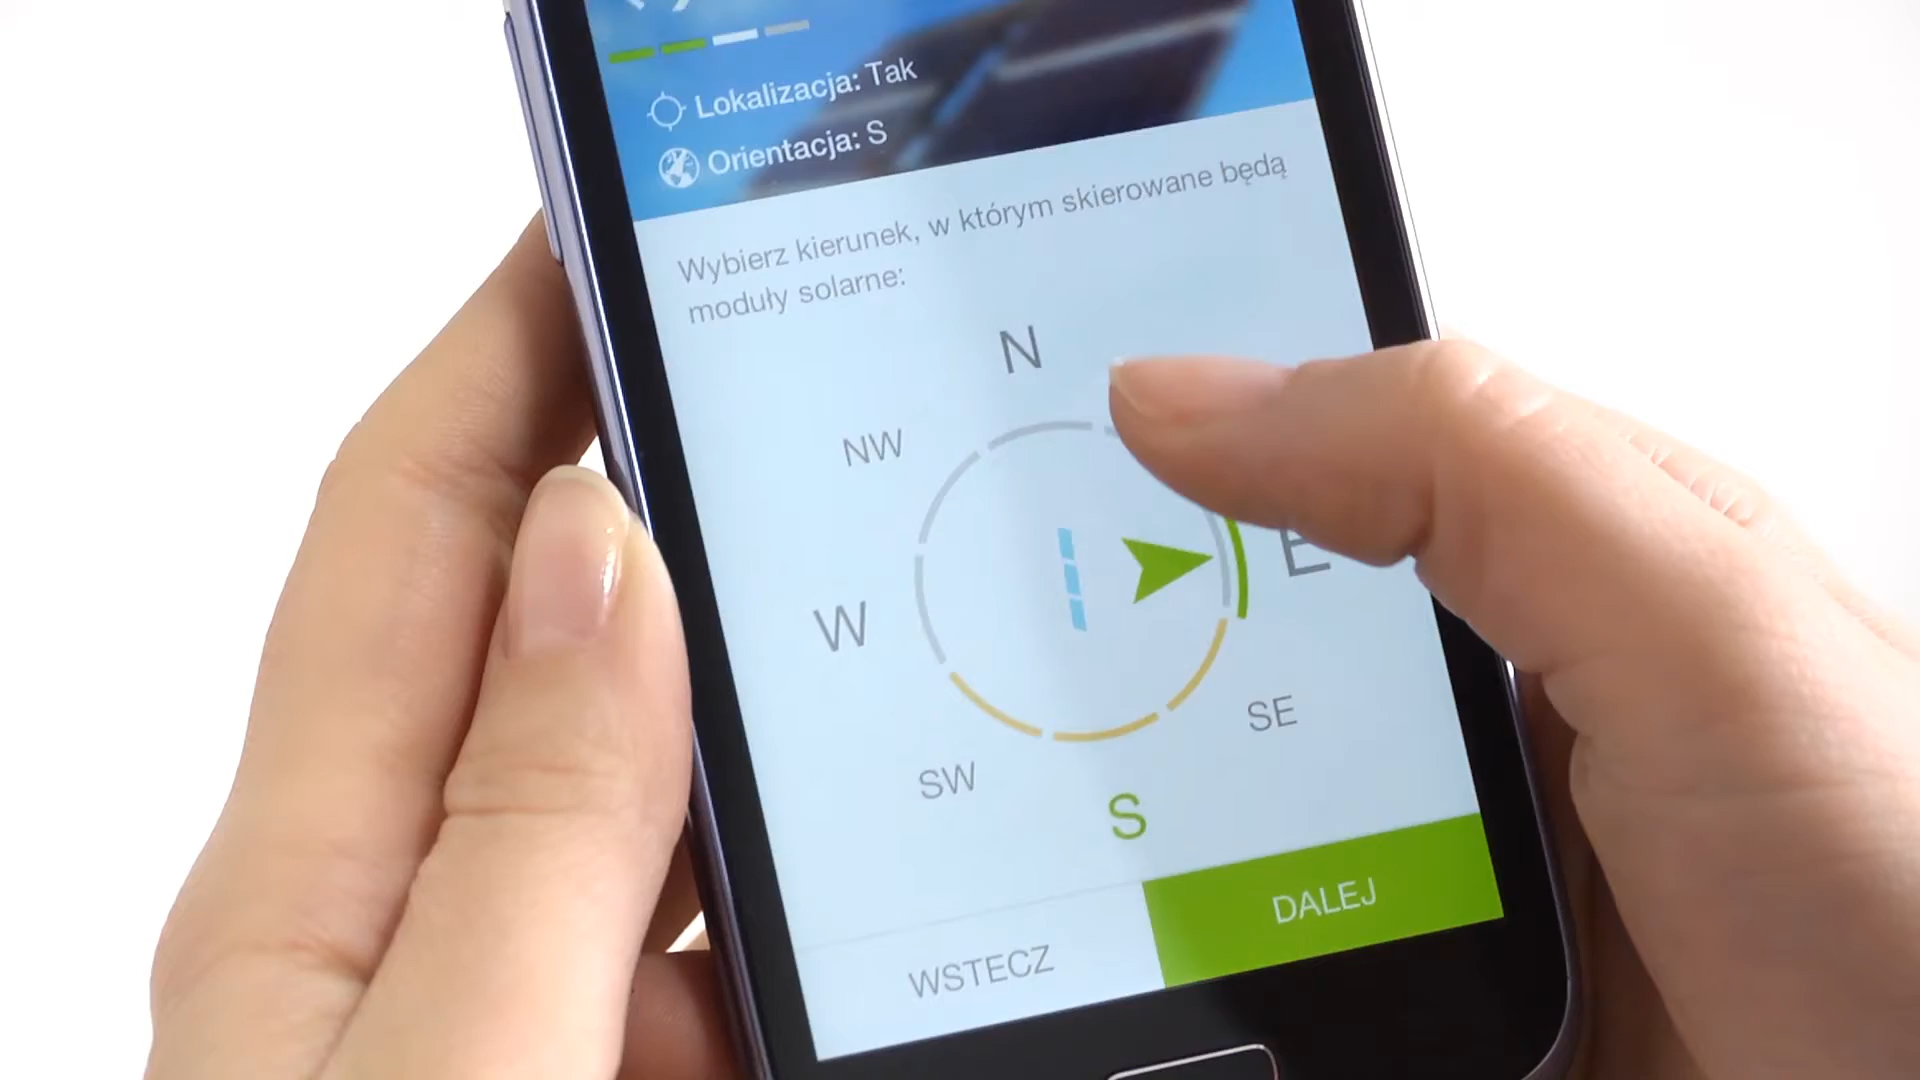 Lokalizacja: Tak
Orientacja: S
Wybierz kierunek, w którym skierowane będą
moduły solarne:
N
NW
E
W
SE
SW
S
DALEJ
WSTECZ